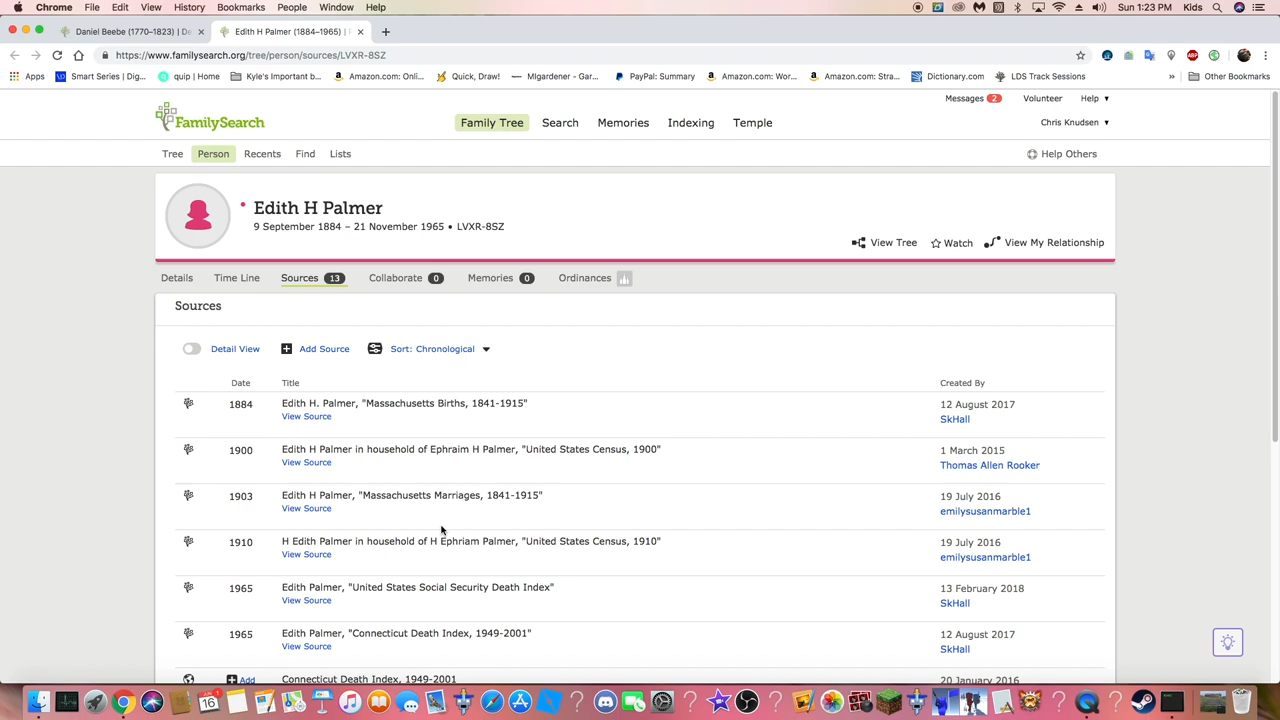 Chrome File Edit View History Bookmarks People Window Help Sun 1:23 PM Kids
Daniel Beebe (1770–1823) | De Edith H Palmer (1884–1965) |
https://www.familysearch.org/tree/person/sources/LVXR-8SZ
Apps Smart Series | Dig... quip | Home Kyle's Important b... Amazon.com: Onli... Quick, Draw! MIgardener - Gar... PayPal: Summary Amazon.com: Wor... Amazon.com: Stra... Dictionary.com LDS Track Sessions » Other Bookmarks
Messages 2 Volunteer Help
FamilySearch Family Tree Search Memories Indexing Temple Chris Knudsen
Tree Person Recents Find Lists Help Others
Edith H Palmer
9 September 1884 – 21 November 1965 • LVXR-8SZ
View Tree Watch View My Relationship
Details Time Line Sources 13 Collaborate 0 Memories 0 Ordinances
Sources
Detail View Add Source Sort: Chronological
Date Title Created By
1884 Edith H. Palmer, "Massachusetts Births, 1841-1915" 12 August 2017
View Source SkHall
1900 Edith H Palmer in household of Ephraim H Palmer, "United States Census, 1900" 1 March 2015
View Source Thomas Allen Rooker
1903 Edith H Palmer, "Massachusetts Marriages, 1841-1915" 19 July 2016
View Source emilysusanmarble1
1910 H Edith Palmer in household of H Ephriam Palmer, "United States Census, 1910" 19 July 2016
View Source emilysusanmarble1
1965 Edith Palmer, "United States Social Security Death Index" 13 February 2018
View Source SkHall
1965 Edith Palmer, "Connecticut Death Index, 1949-2001" 12 August 2017
View Source SkHall
Add Connecticut Death Index, 1949-2001 20 January 2016